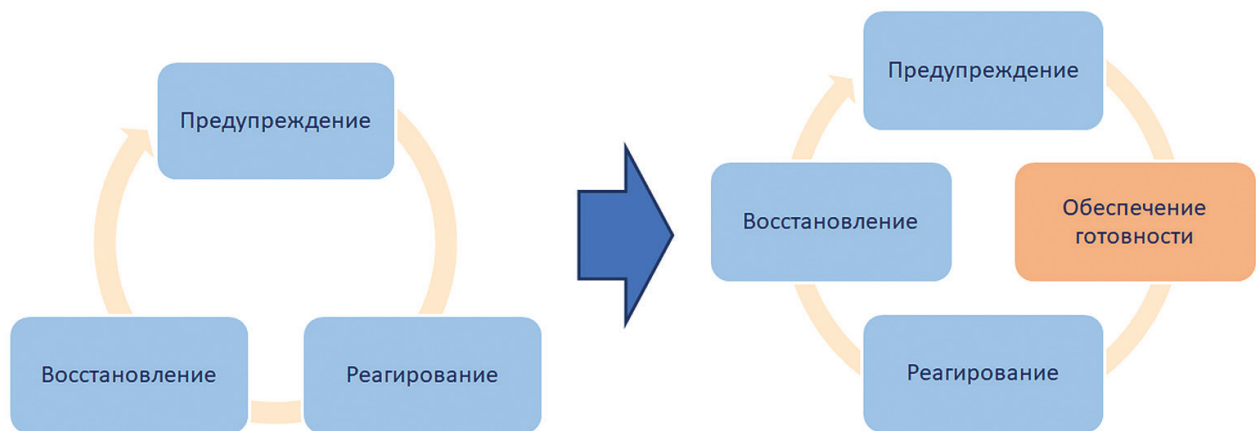 Предупреждение
Восстановление
Реагирование
Предупреждение
Восстановление
Обеспечение
готовности
Реагирование